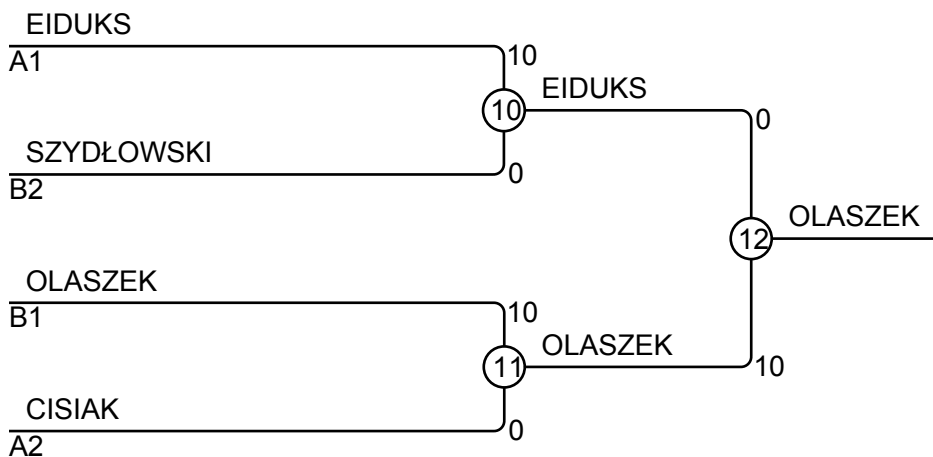 EIDUKS
A1
10
10
EIDUKS
0
SZYDŁOWSKI
B2
0
12
OLASZEK
OLASZEK
B1
10
11
OLASZEK
10
CISIAK
A2
0